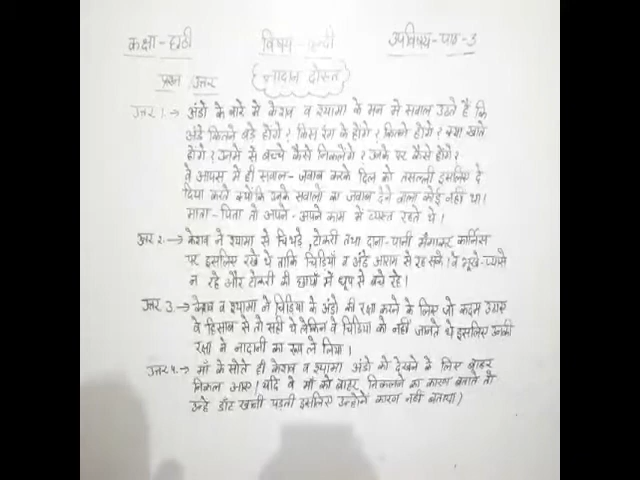 कक्षा - छठी विषय - हिन्दी उपविषय - पाठ - 3
प्रश्न उत्तर नादान दोस्त
उत्तर 1. → अंडो के बारे मे केशव व श्यामा के मन मे सवाल उठते हैं कि
अंडे कितने बड़े होंगे? किस रंग के होंगे? कितने होंगे? क्या खाते
होंगे? उनमे से बच्चे कैसे निकलेंगे? उनके पर कैसे होंगे?
वे आपस मे ही सवाल - जवाब करके दिल को तसल्ली इसलिए दे
दिया करते क्योंकि उनके सवालो का जवाब देने वाला कोई नहीं था।
माता - पिता तो अपने - अपने काम में व्यस्त रहते थे।
उत्तर 2. → केशव ने श्यामा से चिथड़े, टोकरी तथा दाना - पानी मँगाकर कार्निस
पर इसलिए रखे थे ताकि चिड़िया व अंडे आराम से रह सके। वे भूखे - प्यासे
न रहे और टोकरी की छाया में धूप से बचे रहे।
उत्तर 3. → केशव व श्यामा ने चिड़िया के अंडो की रक्षा करने के लिए जो कदम उठाए
वे हिसाब से तो सही थे लेकिन वे चिड़िया को नहीं जानते थे इसलिए उनकी
रक्षा ने नादानी का रूप ले लिया।
उत्तर 4. → माँ के सोते ही केशव व श्यामा अंडो को देखने के लिए बाहर
निकल आए। यदि वे माँ को बाहर निकलने का कारण बताते तो
उन्हे डाँट खानी पड़ती इसलिए उन्होने कारण नहीं बताया।